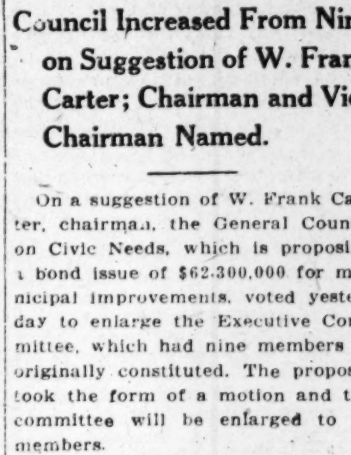 Council Increased From Nin
on Suggestion of W. Fran
Carter; Chairman and Vic
Chairman Named.
On a suggestion of W. Frank Ca
ter, chairman, the General Coun
on Civic Needs, which is proposi
a bond issue of $62,300,000 for m
nicipal improvements, voted yeste
day to enlarge the Executive Com
mittee, which had nine members
originally constituted. The propos
took the form of a motion and t
committee will be enlarged to
members.